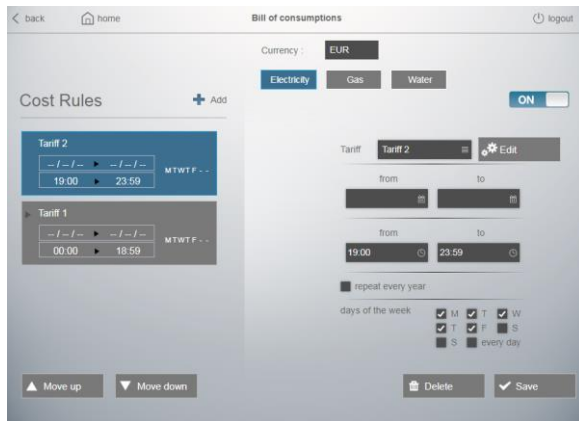 back home Bill of consumptions logout
Currency : EUR
Electricity Gas Water
Cost Rules Add
ON
Tariff 2
-- / -- / -- -- / -- / --
19:00 23:59
M T W T F - -
Tariff 1
-- / -- / -- -- / -- / --
00:00 18:59
M T W T F - -
Tariff Tariff 2 Edit
from to
from to
19:00 23:59
repeat every year
days of the week
M T W
T F S
S every day
Move up Move down Delete Save